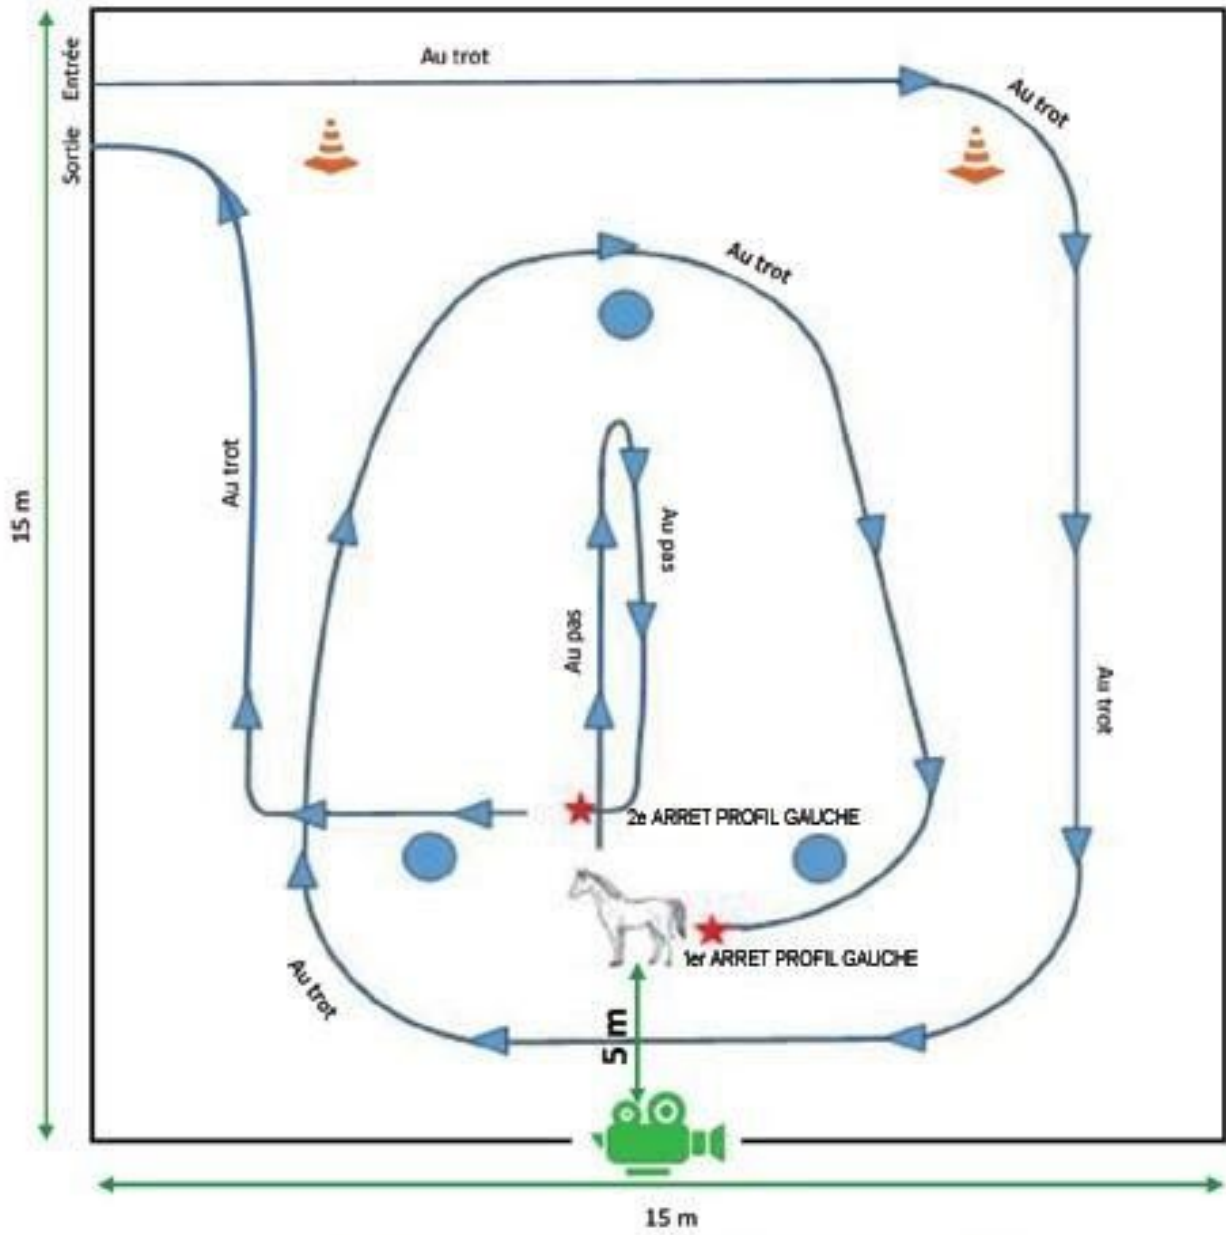 Au trot
Entrée
Au trot
Sortie
Au trot
Au trot
15 m
Au pas
Au pas
Au trot
2è ARRET PROFIL GAUCHE
1er ARRET PROFIL GAUCHE
Au trot
5 m
15 m